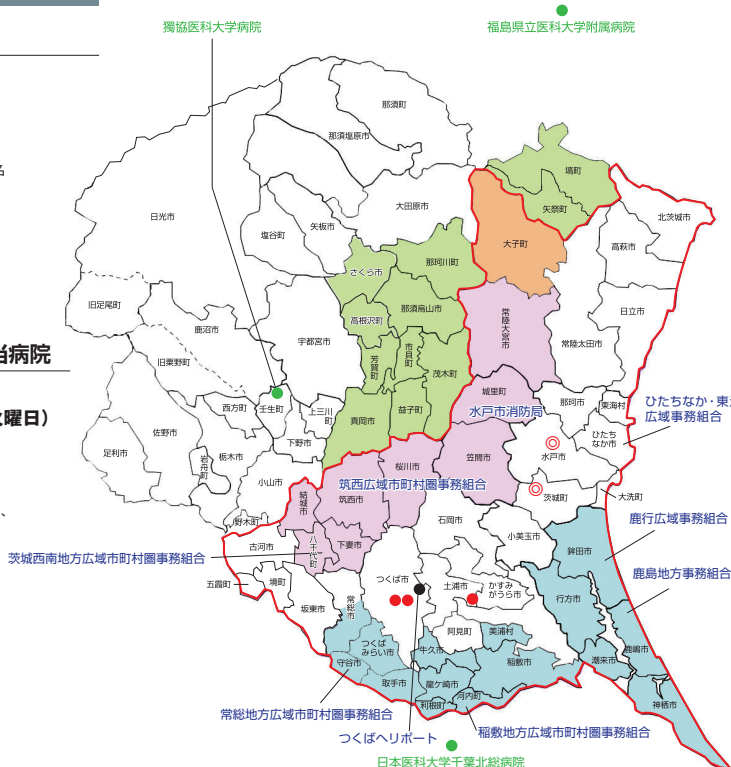 獨協医科大学病院
福島県立医科大学附属病院
那須町
那須塩原市
塙町
矢祭町
北茨城市
日光市
大田原市
矢板市
塩谷町
大子町
高萩市
那珂川町
さくら市
旧足尾町
那須烏山市
高根沢町
日立市
鹿沼市
宇都宮市
常陸大宮市
常陸太田市
当病院
旧粟野町
芳賀町
市貝町
茂木町
城里町
那珂市
東海村
ひたちなか・東海
広域事務組合
火曜日）
西方町
壬生町
上三川町
真岡市
益子町
水戸市消防局
ひたちなか市
佐野市
下野市
足利市
岩舟町
栃木市
桜川市
笠間市
水戸市
小山市
筑西広域市町村圏事務組合
結城市
筑西市
茨城町
大洗町
野木町
石岡市
鹿行広域事務組合
古河市
八千代町
下妻市
小美玉市
鉾田市
茨城西南地方広域市町村圏事務組合
鹿島地方事務組合
五霞町
境町
つくば市
土浦市
かすみがうら市
行方市
坂東市
常総市
阿見町
美浦村
つくばみらい市
牛久市
稲敷市
鹿嶋市
守谷市
潮来市
取手市
龍ケ崎市
河内町
利根町
神栖市
常総地方広域市町村圏事務組合
つくばヘリポート
稲敷地方広域市町村圏事務組合
日本医科大学千葉北総病院